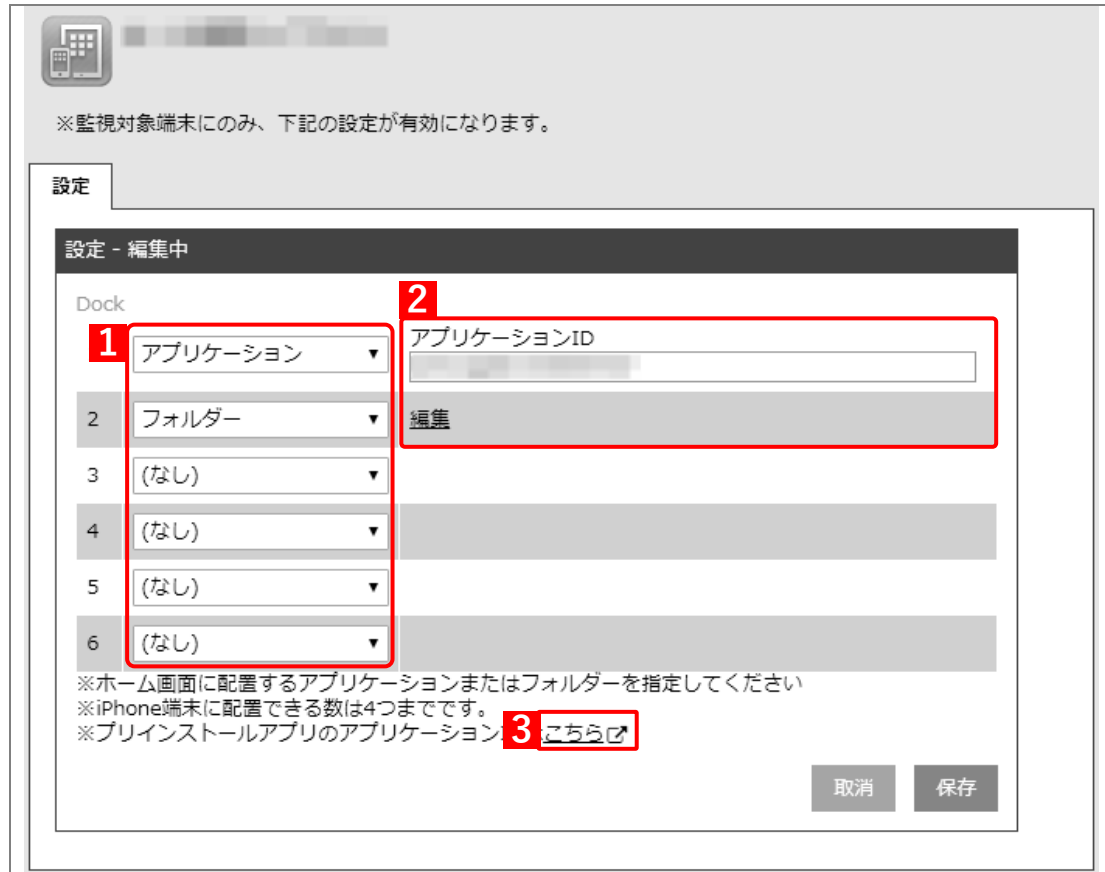 ※監視対象端末にのみ、下記の設定が有効になります。
設定
設定 - 編集中
Dock
1
アプリケーション
2
アプリケーションID
2 フォルダー 編集
3 (なし)
4 (なし)
5 (なし)
6 (なし)
※ホーム画面に配置するアプリケーションまたはフォルダーを指定してください
※iPhone端末に配置できる数は4つまでです。
※プリインストールアプリのアプリケーション 3 こちら
取消 保存